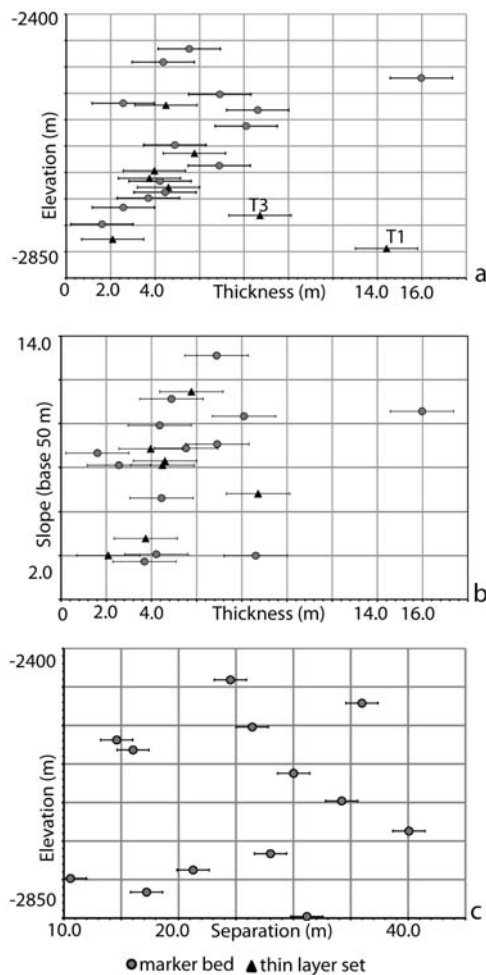 -2400
Elevation (m)
T3
T1
-2850
0 2.0 4.0 14.0 16.0
Thickness (m)
a
14.0
Slope (base 50 m)
2.0
0 2.0 4.0 14.0 16.0
Thickness (m)
b
-2400
Elevation (m)
-2850
10.0 20.0 Separation (m) 40.0
c
marker bed thin layer set